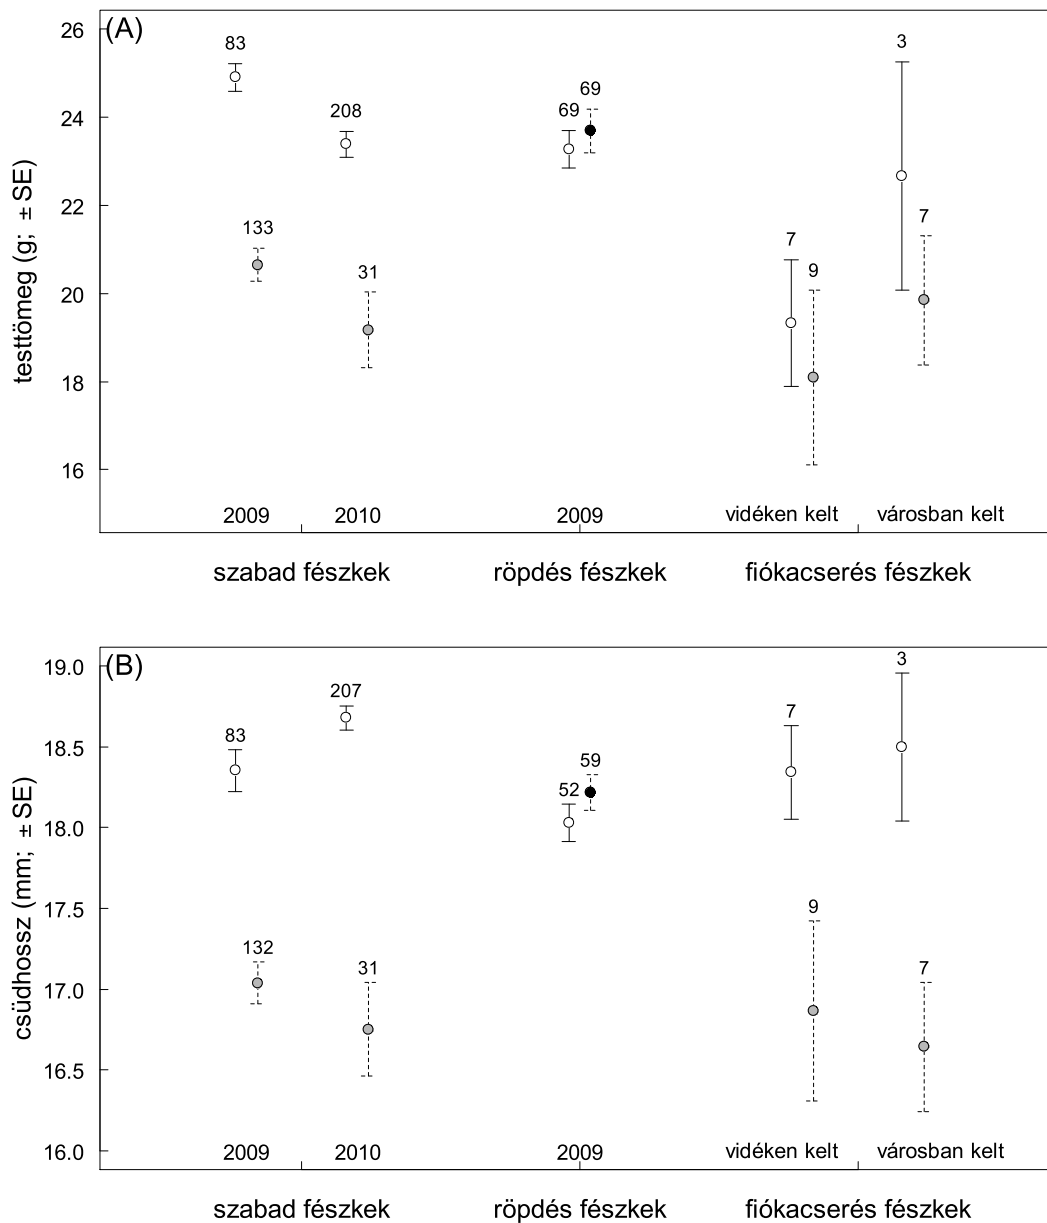 (A)
26
24
22
20
18
16
testtömeg (g; ± SE)
83
208
133
31
69
69
7
9
3
7
2009
2010
2009
vidéken kelt
városban kelt
szabad fészkek
röpdés fészkek
fiókacserés fészkek
(B)
19.0
18.5
18.0
17.5
17.0
16.5
16.0
csüdhossz (mm; ± SE)
83
207
132
31
52
59
7
9
3
7
2009
2010
2009
vidéken kelt
városban kelt
szabad fészkek
röpdés fészkek
fiókacserés fészkek